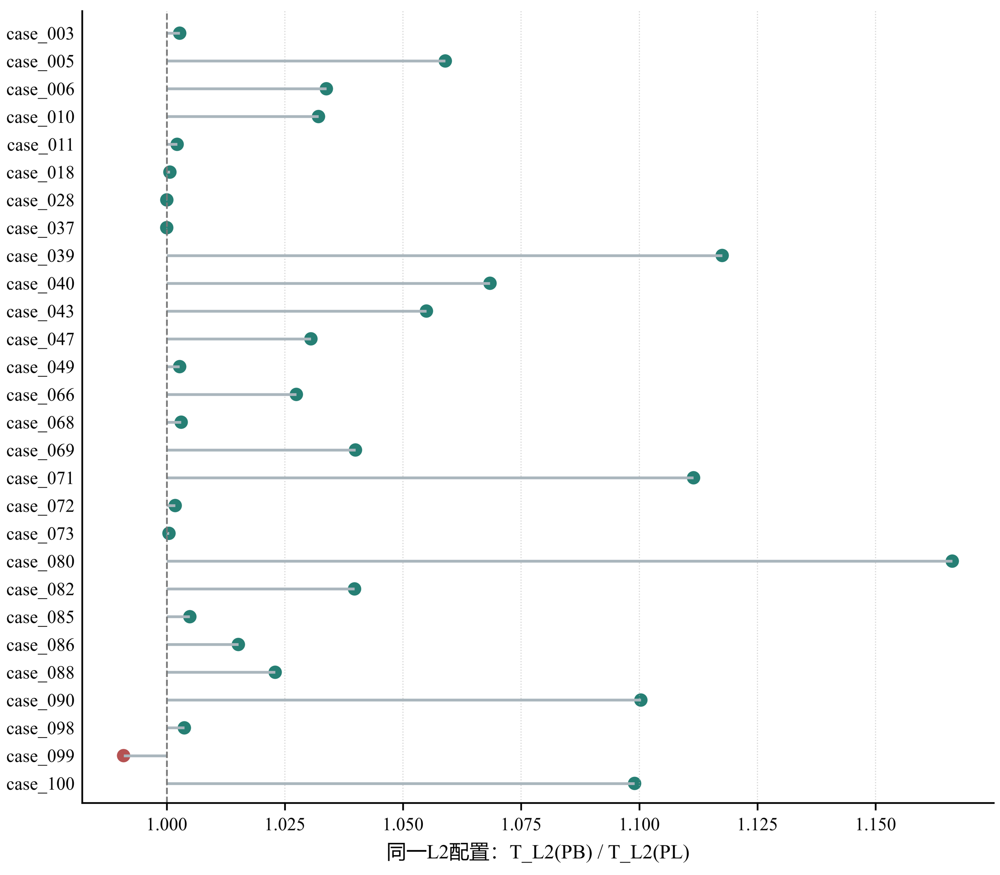 case_003
case_005
case_006
case_010
case_011
case_018
case_028
case_037
case_039
case_040
case_043
case_047
case_049
case_066
case_068
case_069
case_071
case_072
case_073
case_080
case_082
case_085
case_086
case_088
case_090
case_098
case_099
case_100
1.000 1.025 1.050 1.075 1.100 1.125 1.150
同一L2配置：T_L2(PB) / T_L2(PL)